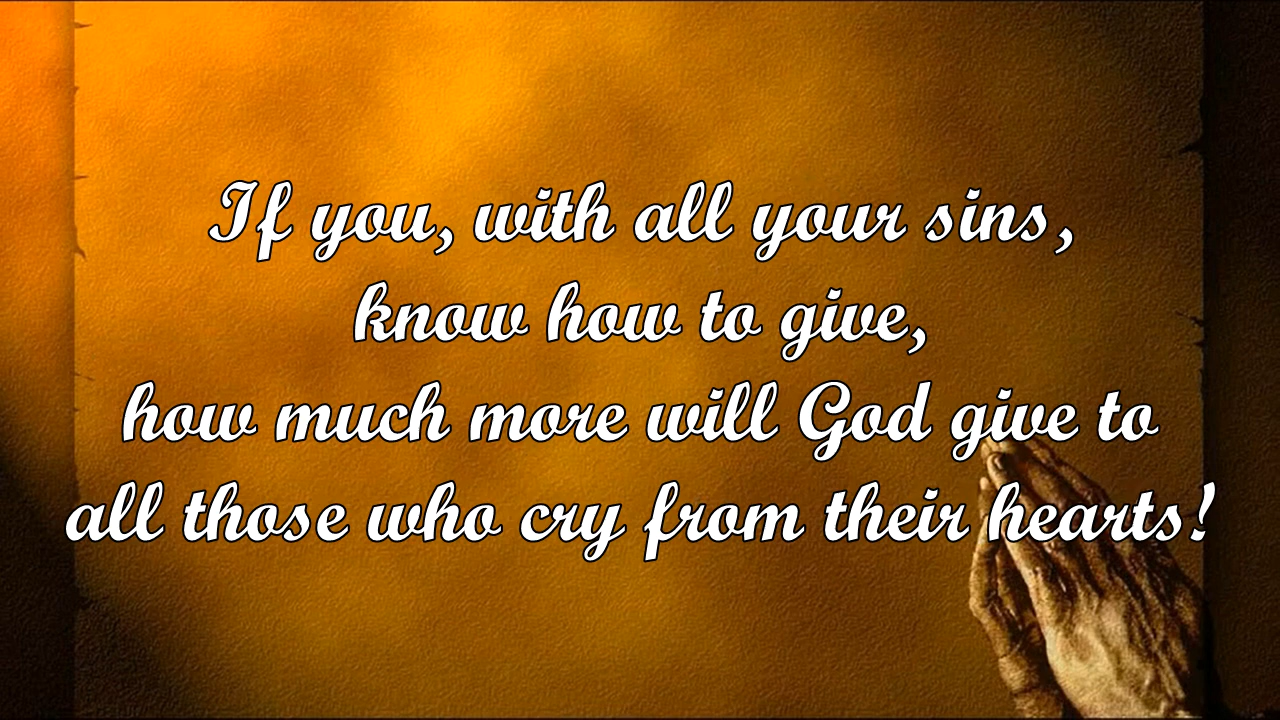 If you, with all your sins,
know how to give,
how much more will God give to
all those who cry from their hearts!